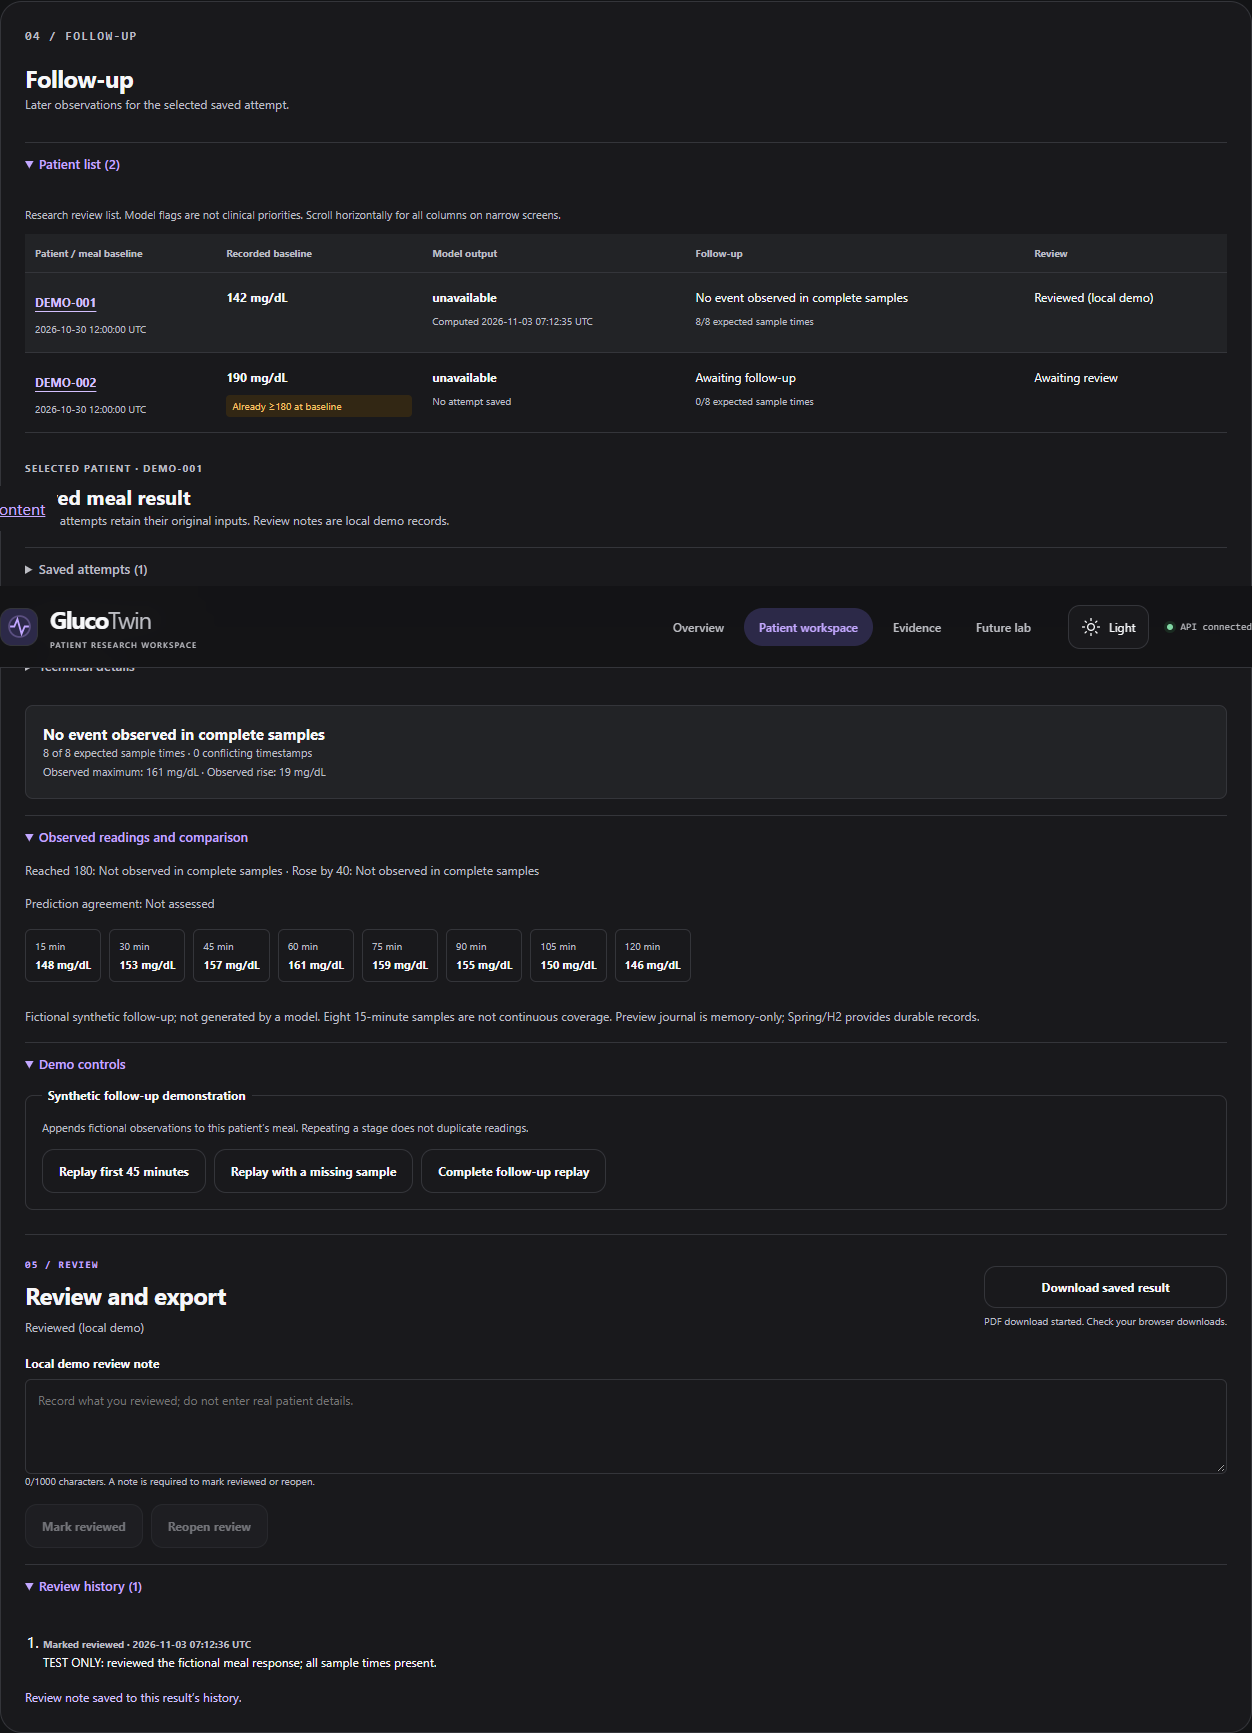 04 / FOLLOW-UP
Follow-up
Later observations for the selected saved attempt.
▼ Patient list (2)
Research review list. Model flags are not clinical priorities. Scroll horizontally for all columns on narrow screens.
Patient / meal baseline Recorded baseline Model output Follow-up Review
DEMO-001 142 mg/dL unavailable No event observed in complete samples Reviewed (local demo)
2026-10-30 12:00:00 UTC Computed 2026-11-03 07:12:35 UTC 8/8 expected sample times
DEMO-002 190 mg/dL unavailable Awaiting follow-up Awaiting review
2026-10-30 12:00:00 UTC Already ≥180 at baseline No attempt saved 0/8 expected sample times
SELECTED PATIENT · DEMO-001
ed meal result
ontent
attempts retain their original inputs. Review notes are local demo records.
▶ Saved attempts (1)
GlucoTwin
PATIENT RESEARCH WORKSPACE
Overview Patient workspace Evidence Future lab Light API connected
Technical details
No event observed in complete samples
8 of 8 expected sample times · 0 conflicting timestamps
Observed maximum: 161 mg/dL · Observed rise: 19 mg/dL
▼ Observed readings and comparison
Reached 180: Not observed in complete samples · Rose by 40: Not observed in complete samples
Prediction agreement: Not assessed
15 min 30 min 45 min 60 min 75 min 90 min 105 min 120 min
148 mg/dL 153 mg/dL 157 mg/dL 161 mg/dL 159 mg/dL 155 mg/dL 150 mg/dL 146 mg/dL
Fictional synthetic follow-up; not generated by a model. Eight 15-minute samples are not continuous coverage. Preview journal is memory-only; Spring/H2 provides durable records.
▼ Demo controls
Synthetic follow-up demonstration
Appends fictional observations to this patient's meal. Repeating a stage does not duplicate readings.
Replay first 45 minutes Replay with a missing sample Complete follow-up replay
05 / REVIEW
Review and export
Reviewed (local demo)
Download saved result
PDF download started. Check your browser downloads.
Local demo review note
Record what you reviewed; do not enter real patient details.
0/1000 characters. A note is required to mark reviewed or reopen.
Mark reviewed Reopen review
▼ Review history (1)
1. Marked reviewed · 2026-11-03 07:12:36 UTC
TEST ONLY: reviewed the fictional meal response; all sample times present.
Review note saved to this result's history.